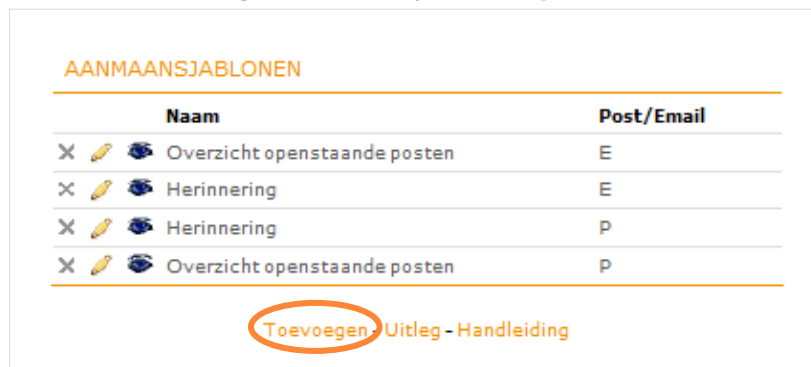 AANMAANSJABLONEN
Naam Post/Email
Overzicht openstaande posten E
Herinnering E
Herinnering P
Overzicht openstaande posten P
Toevoegen - Uitleg - Handleiding